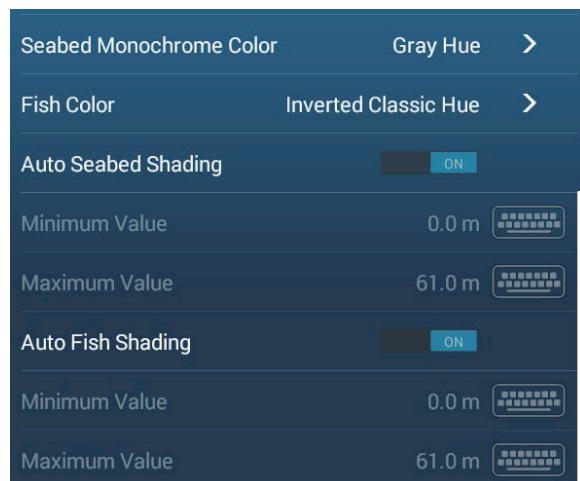 Seabed Monochrome Color Gray Hue
Fish Color Inverted Classic Hue
Auto Seabed Shading ON
Minimum Value 0.0 m
Maximum Value 61.0 m
Auto Fish Shading ON
Minimum Value 0.0 m
Maximum Value 61.0 m